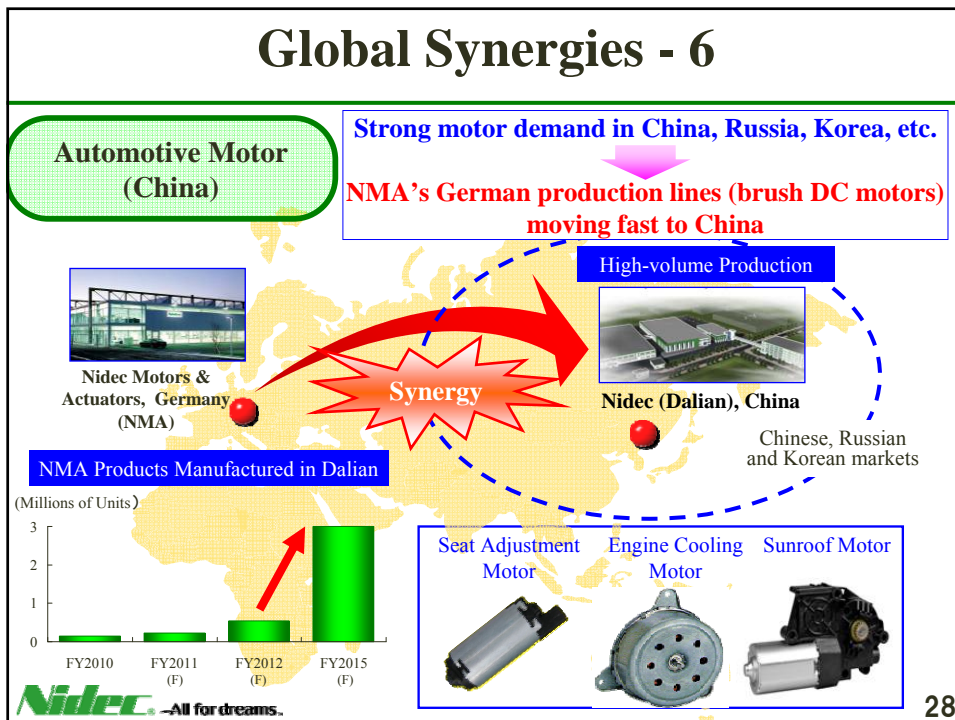 Global Synergies - 6
Automotive Motor
(China)
Strong motor demand in China, Russia, Korea, etc.
NMA's German production lines (brush DC motors)
moving fast to China
High-volume Production
Nidec Motors &
Actuators, Germany
(NMA)
Synergy
Nidec (Dalian), China
Chinese, Russian
and Korean markets
NMA Products Manufactured in Dalian
(Millions of Units)
3
2
1
0
FY2010
FY2011
(F)
FY2012
(F)
FY2015
(F)
Seat Adjustment
Motor
Engine Cooling
Motor
Sunroof Motor
Nidec
-All for dreams
28